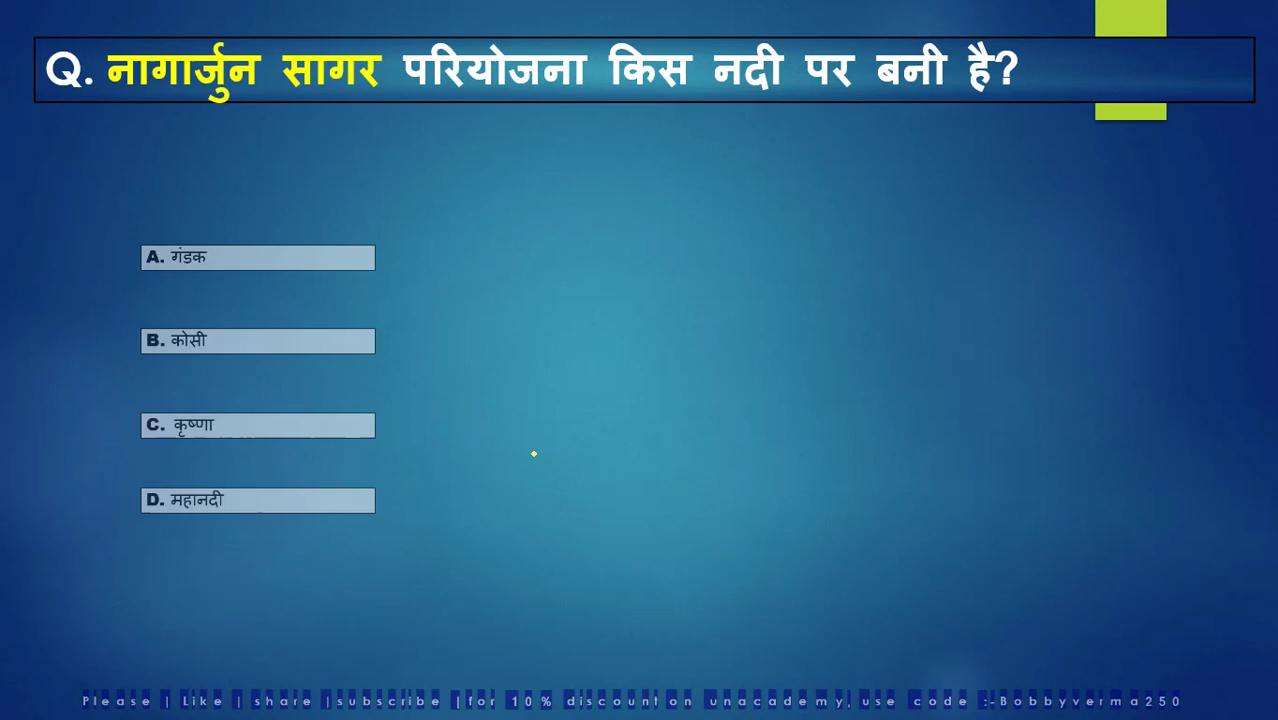 Q. नागार्जुन सागर परियोजना किस नदी पर बनी है?
A. गंडक
B. कोसी
C. कृष्णा
D. महानदी
Please | Like | share |subscribe |for 10% discount on unacademy, use code :-Bobbyverma250